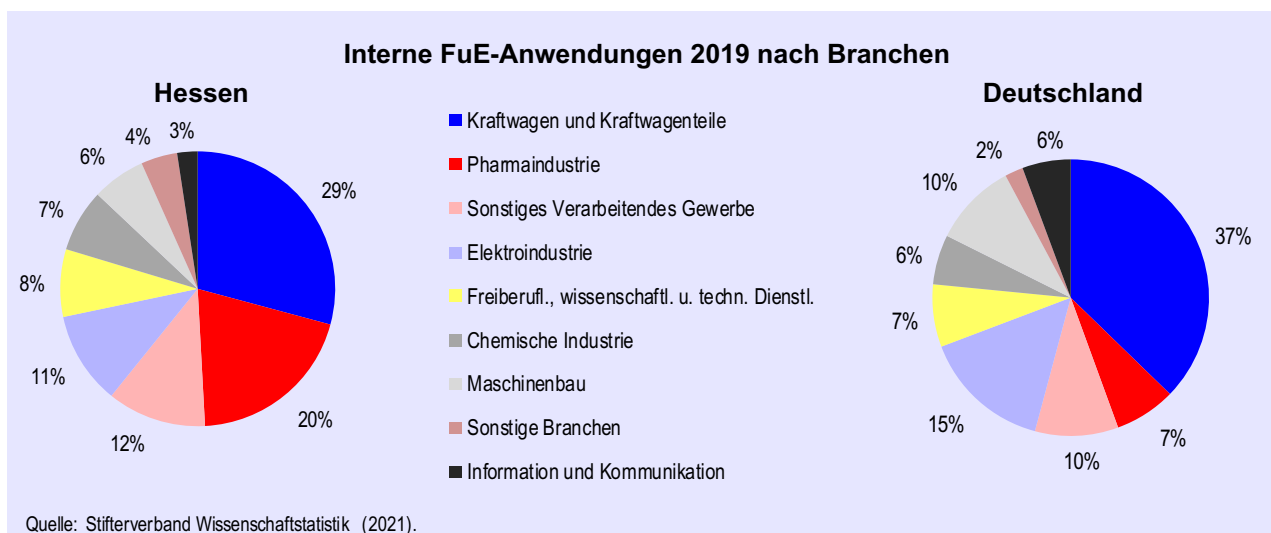 Interne FuE-Anwendungen 2019 nach Branchen
Hessen
3%
4%
6%
7%
8%
11%
12%
20%
29%
Kraftwagen und Kraftwagenteile
Pharmaindustrie
Sonstiges Verarbeitendes Gewerbe
Elektroindustrie
Freiberufl., wissenschaftl. u. techn. Dienstl.
Chemische Industrie
Maschinenbau
Sonstige Branchen
Information und Kommunikation
Deutschland
6%
2%
10%
6%
7%
15%
10%
7%
37%
Quelle: Stifterverband Wissenschaftstatistik (2021).